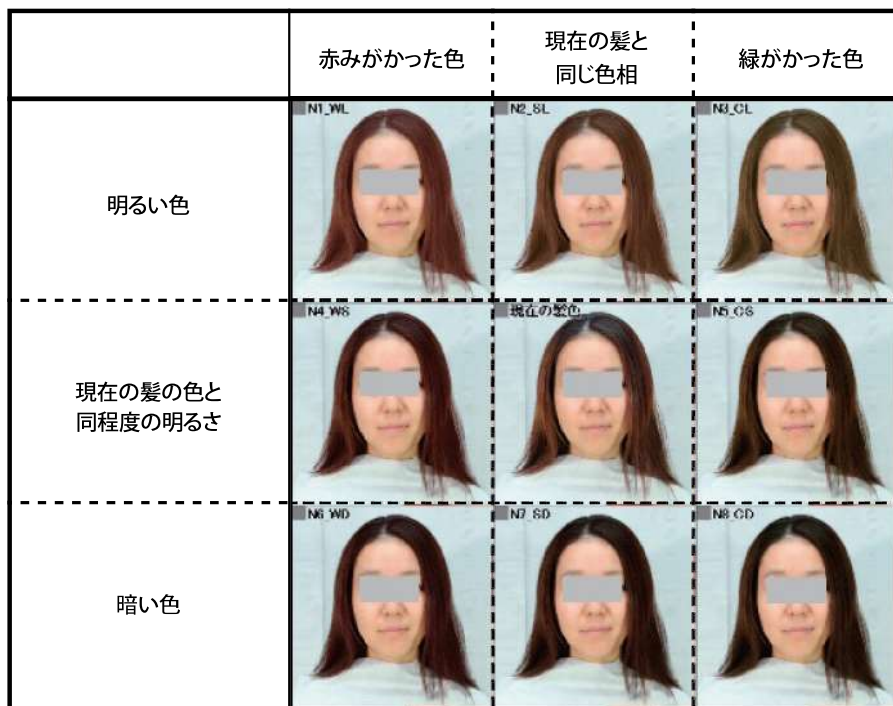 赤みがかった色
現在の髪と
同じ色相
緑がかった色
明るい色
N1_WL
N2_SL
N3_CL
現在の髪の色と
同程度の明るさ
N4_WS
現在の髪色
N5_CS
暗い色
N6_WD
N7_SD
N8_CD